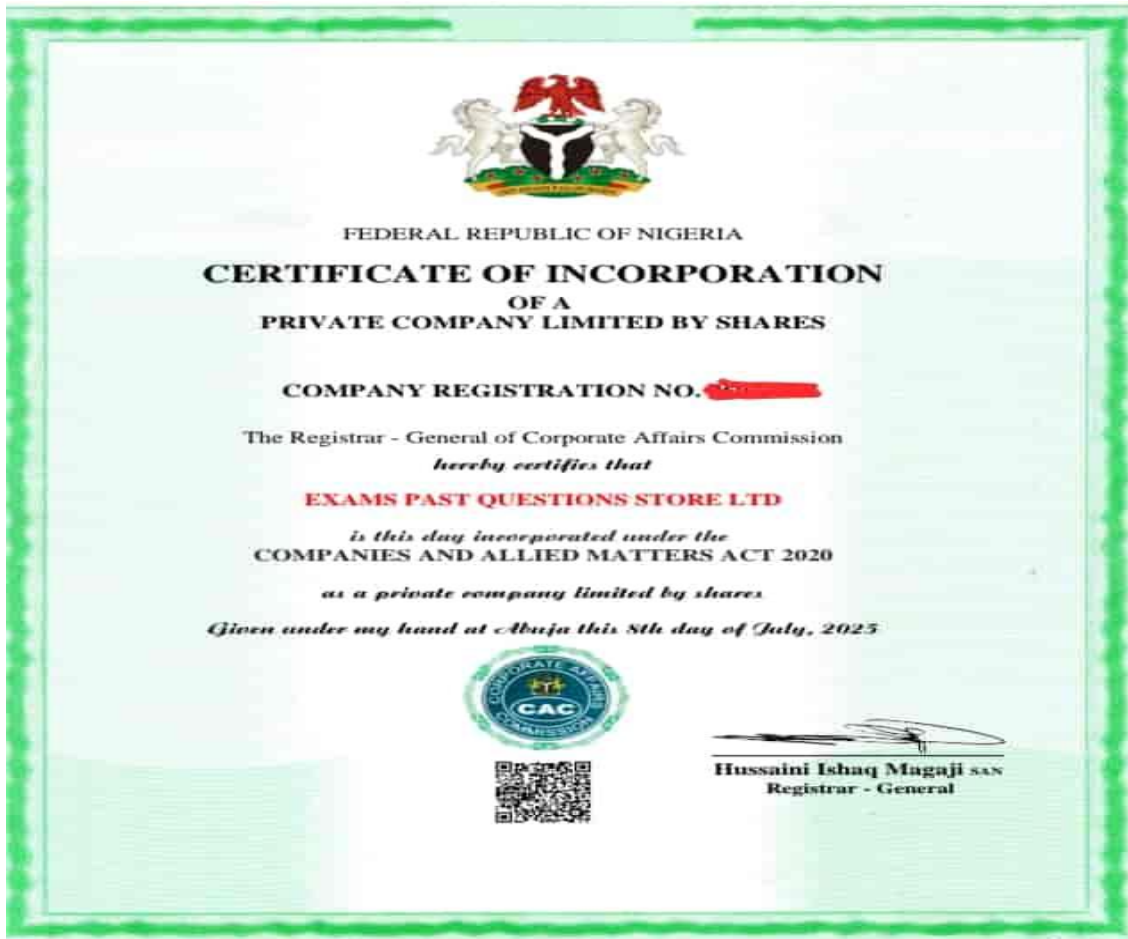 FEDERAL REPUBLIC OF NIGERIA
CERTIFICATE OF INCORPORATION
OF A
PRIVATE COMPANY LIMITED BY SHARES
COMPANY REGISTRATION NO.
The Registrar - General of Corporate Affairs Commission
hereby certifies that
EXAMS PAST QUESTIONS STORE LTD
is this day incorporated under the
COMPANIES AND ALLIED MATTERS ACT 2020
as a private company limited by shares
Given under my hand at Abuja this 8th day of July, 2025
CORPORATE AFFAIRS
CAC
COMMISSION
Hussaini Ishaq Magaji SAN
Registrar - General